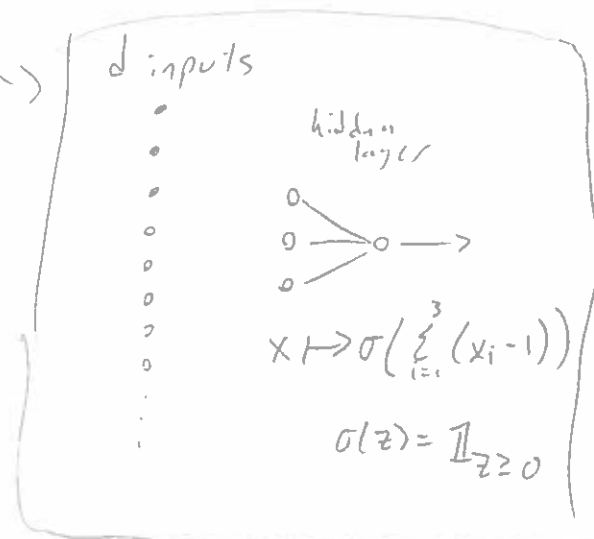 d inputs
hidden
layer
x ↦ σ(∑_{i=1}^{3} (x_i - 1))
σ(z) = 𝟙_{z≥0}